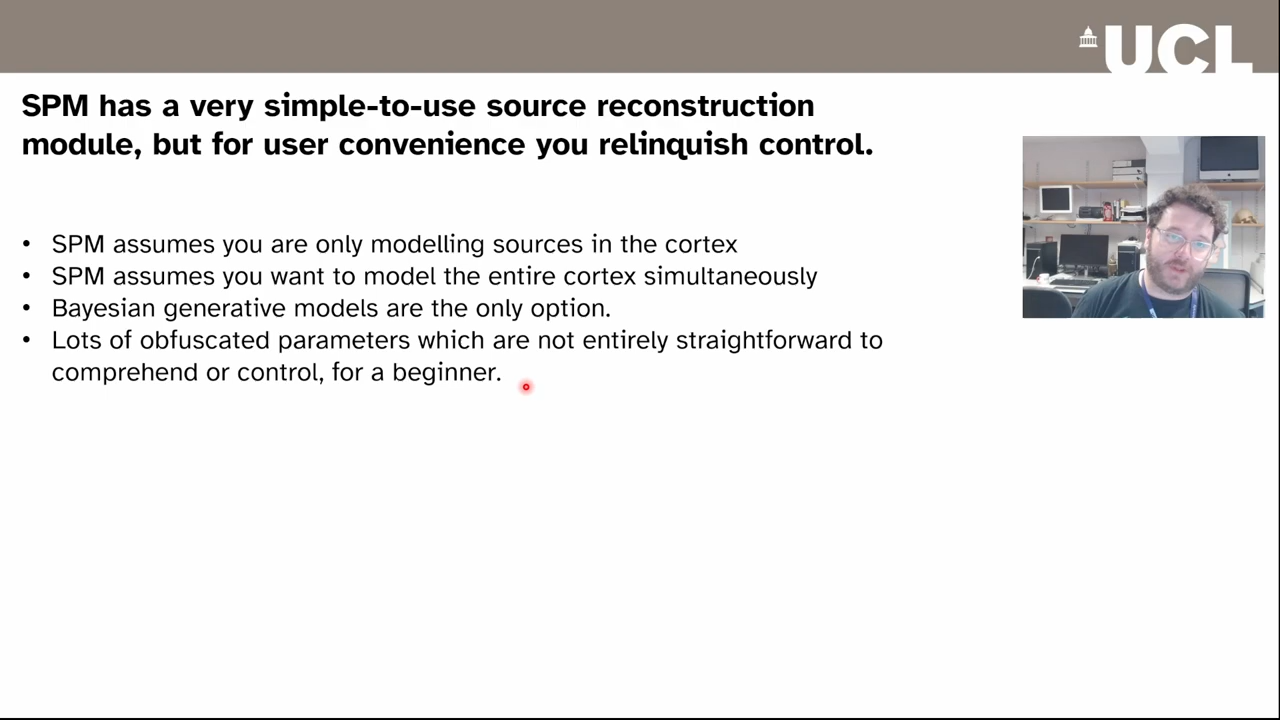 UCL
SPM has a very simple-to-use source reconstruction
module, but for user convenience you relinquish control.
• SPM assumes you are only modelling sources in the cortex
• SPM assumes you want to model the entire cortex simultaneously
• Bayesian generative models are the only option.
• Lots of obfuscated parameters which are not entirely straightforward to
comprehend or control, for a beginner.